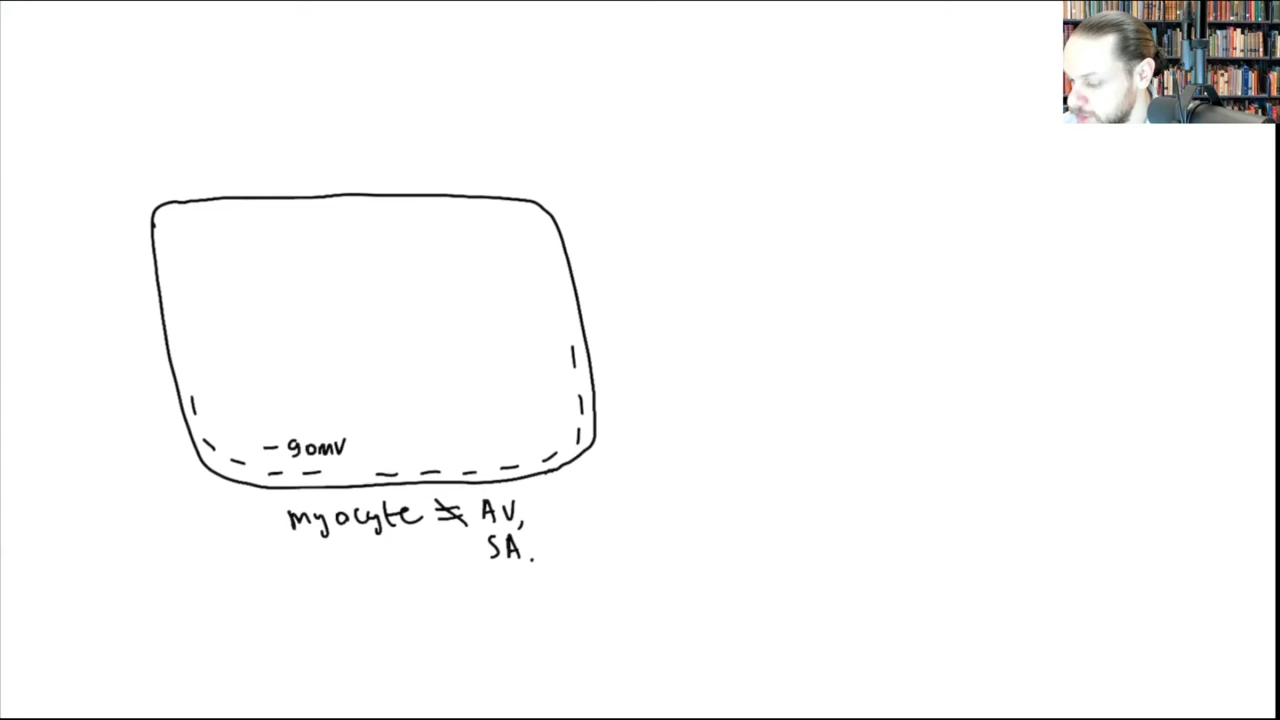 - 90mV
myocyte ≠ AV,
SA.